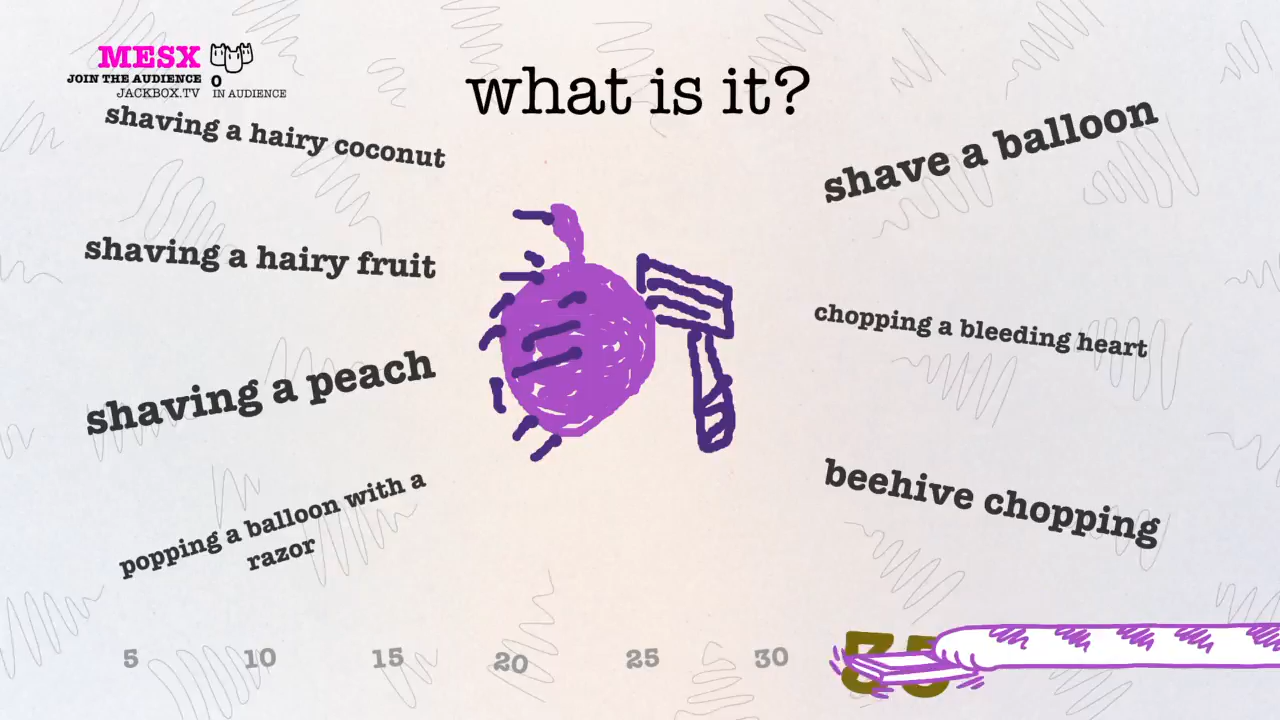 MESX
JOIN THE AUDIENCE
JACKBOX.TV
0
IN AUDIENCE
what is it?
shaving a hairy coconut
shave a balloon
shaving a hairy fruit
chopping a bleeding heart
shaving a peach
beehive chopping
popping a balloon with a
razor
5 10 15 20 25 30 35